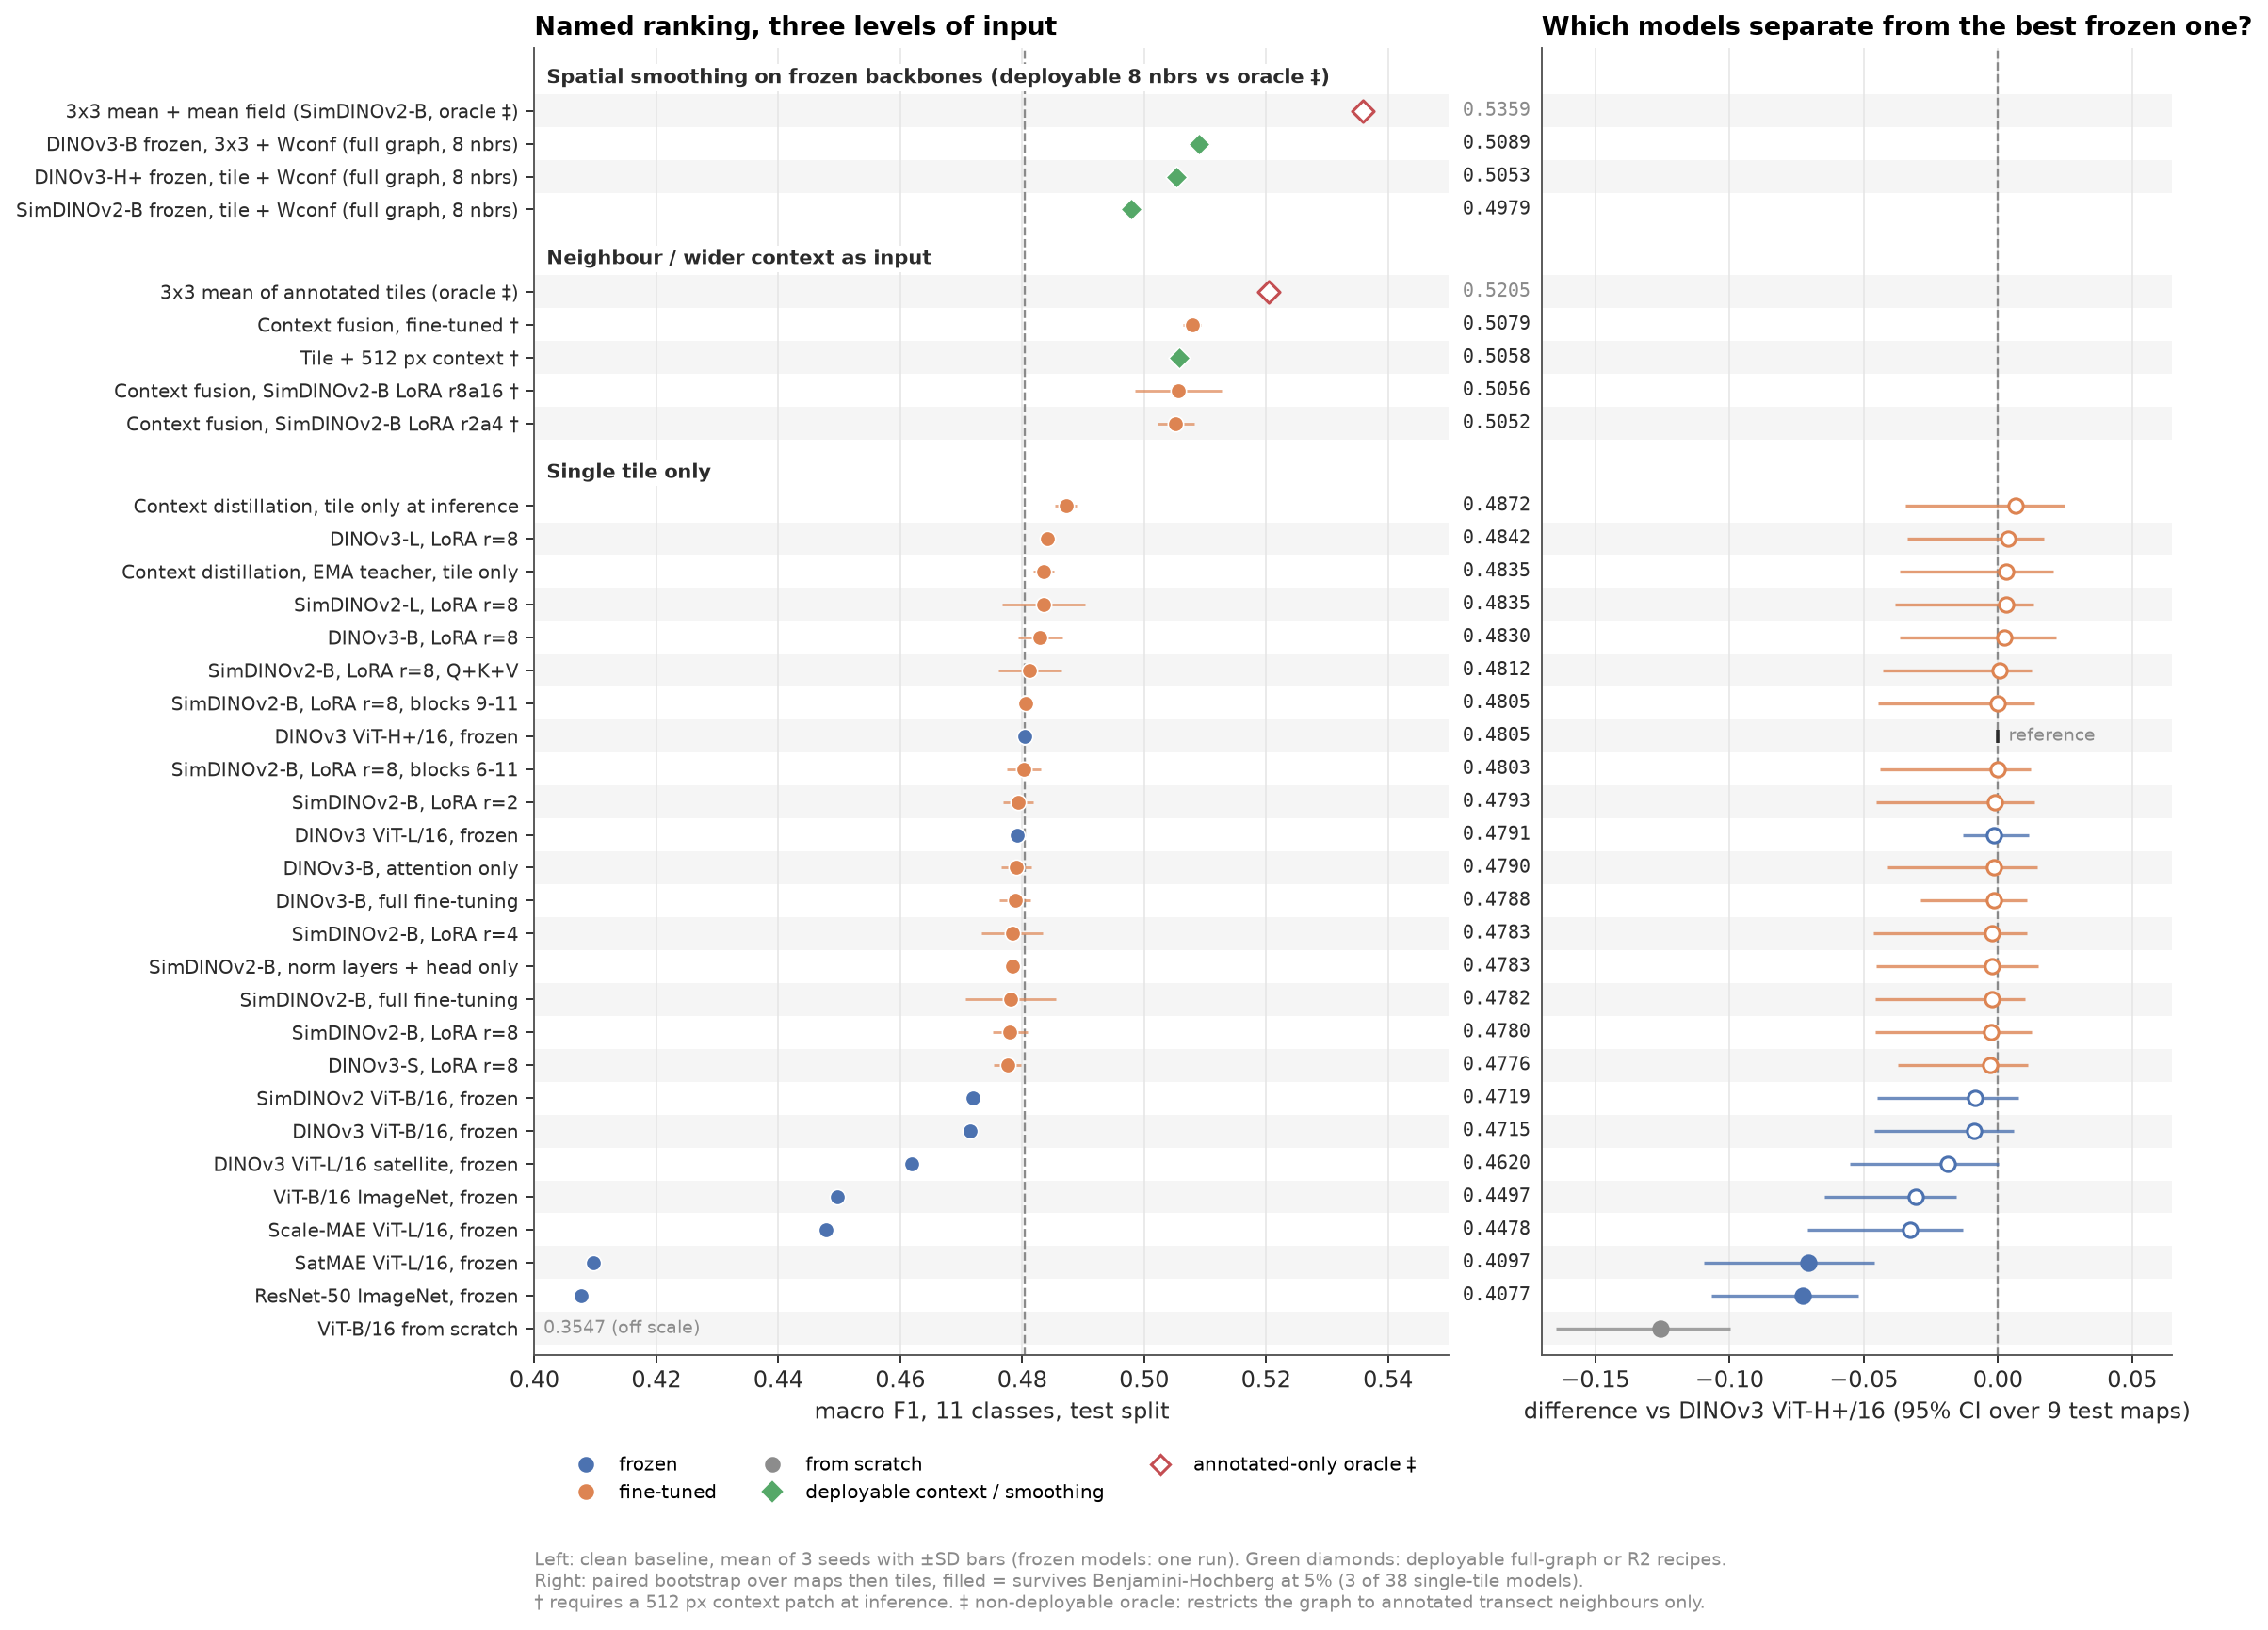 Named ranking, three levels of input
Which models separate from the best frozen one?
Spatial smoothing on frozen backbones (deployable 8 nbrs vs oracle ‡)
3x3 mean + mean field (SimDINOv2-B, oracle ‡) 0.5359
DINOv3-B frozen, 3x3 + Wconf (full graph, 8 nbrs) 0.5089
DINOv3-H+ frozen, tile + Wconf (full graph, 8 nbrs) 0.5053
SimDINOv2-B frozen, tile + Wconf (full graph, 8 nbrs) 0.4979
Neighbour / wider context as input
3x3 mean of annotated tiles (oracle ‡) 0.5205
Context fusion, fine-tuned † 0.5079
Tile + 512 px context † 0.5058
Context fusion, SimDINOv2-B LoRA r8a16 † 0.5056
Context fusion, SimDINOv2-B LoRA r2a4 † 0.5052
Single tile only
Context distillation, tile only at inference 0.4872
DINOv3-L, LoRA r=8 0.4842
Context distillation, EMA teacher, tile only 0.4835
SimDINOv2-L, LoRA r=8 0.4835
DINOv3-B, LoRA r=8 0.4830
SimDINOv2-B, LoRA r=8, Q+K+V 0.4812
SimDINOv2-B, LoRA r=8, blocks 9-11 0.4805
DINOv3 ViT-H+/16, frozen 0.4805 reference
SimDINOv2-B, LoRA r=8, blocks 6-11 0.4803
SimDINOv2-B, LoRA r=2 0.4793
DINOv3 ViT-L/16, frozen 0.4791
DINOv3-B, attention only 0.4790
DINOv3-B, full fine-tuning 0.4788
SimDINOv2-B, LoRA r=4 0.4783
SimDINOv2-B, norm layers + head only 0.4783
SimDINOv2-B, full fine-tuning 0.4782
SimDINOv2-B, LoRA r=8 0.4780
DINOv3-S, LoRA r=8 0.4776
SimDINOv2 ViT-B/16, frozen 0.4719
DINOv3 ViT-B/16, frozen 0.4715
DINOv3 ViT-L/16 satellite, frozen 0.4620
ViT-B/16 ImageNet, frozen 0.4497
Scale-MAE ViT-L/16, frozen 0.4478
SatMAE ViT-L/16, frozen 0.4097
ResNet-50 ImageNet, frozen 0.4077
ViT-B/16 from scratch 0.3547 (off scale)
0.40 0.42 0.44 0.46 0.48 0.50 0.52 0.54
−0.15 −0.10 −0.05 0.00 0.05
macro F1, 11 classes, test split
difference vs DINOv3 ViT-H+/16 (95% CI over 9 test maps)
frozen from scratch annotated-only oracle ‡
fine-tuned deployable context / smoothing
Left: clean baseline, mean of 3 seeds with ±SD bars (frozen models: one run). Green diamonds: deployable full-graph or R2 recipes.
Right: paired bootstrap over maps then tiles, filled = survives Benjamini-Hochberg at 5% (3 of 38 single-tile models).
† requires a 512 px context patch at inference. ‡ non-deployable oracle: restricts the graph to annotated transect neighbours only.